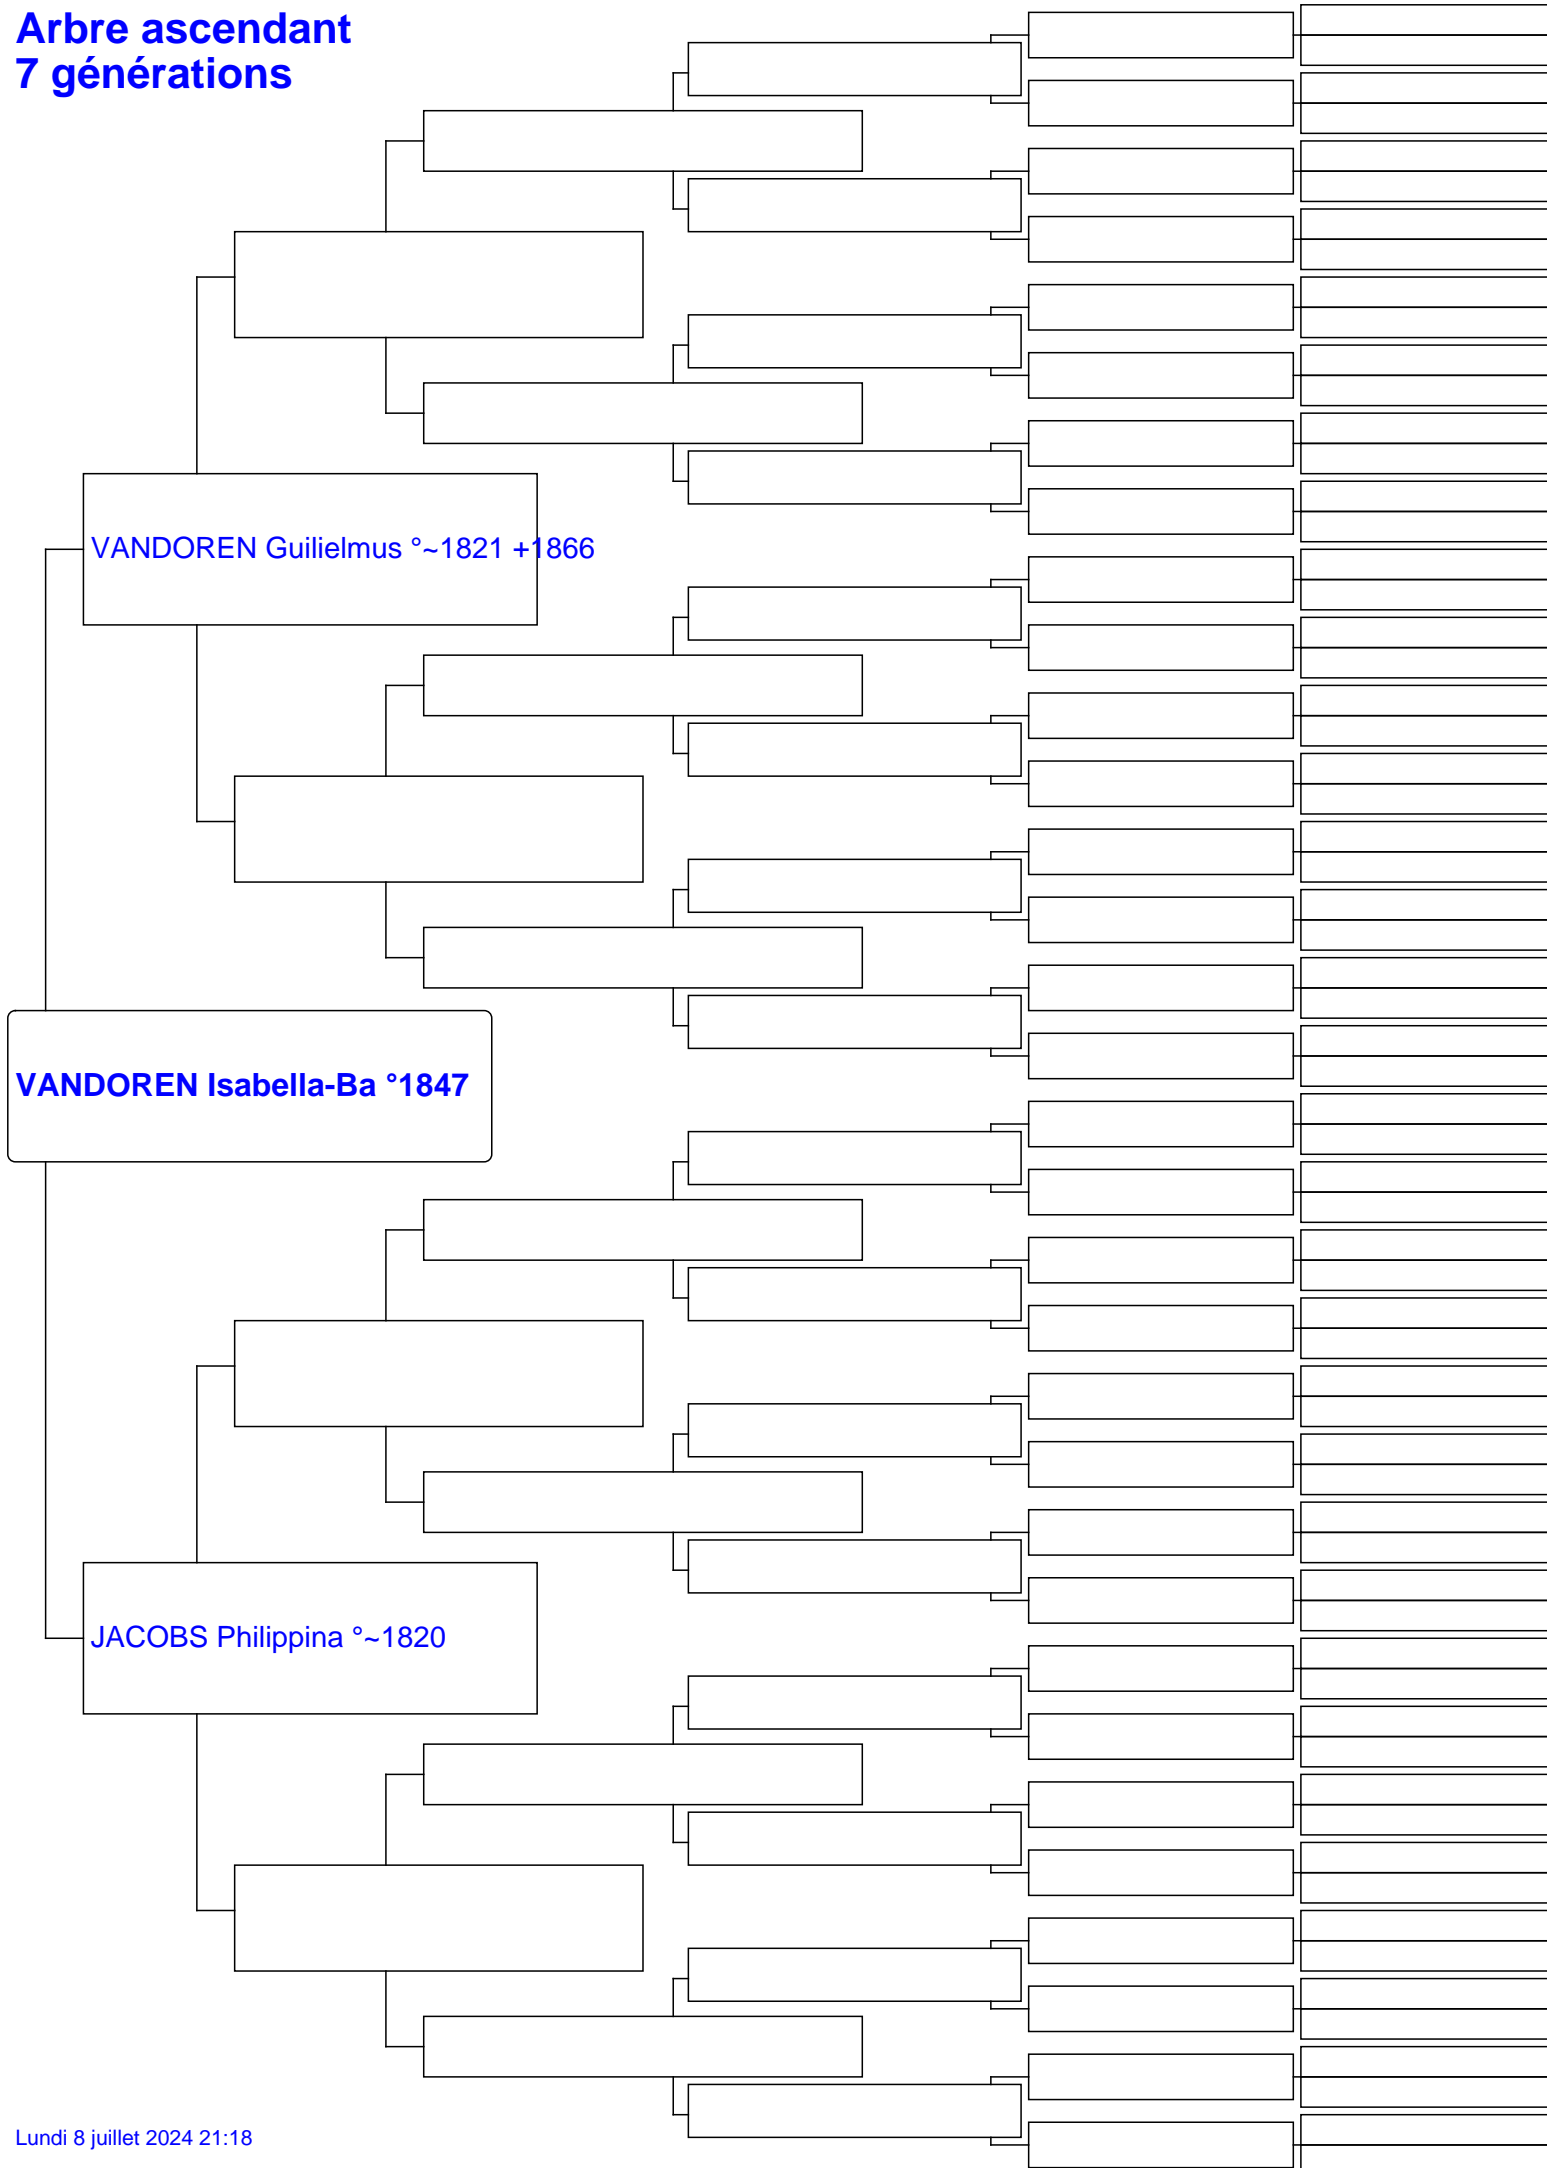 Arbre ascendant
7 générations
VANDOREN Guilielmus °~1821 +1866
VANDOREN Isabella-Ba °1847
JACOBS Philippina °~1820
Lundi 8 juillet 2024 21:18